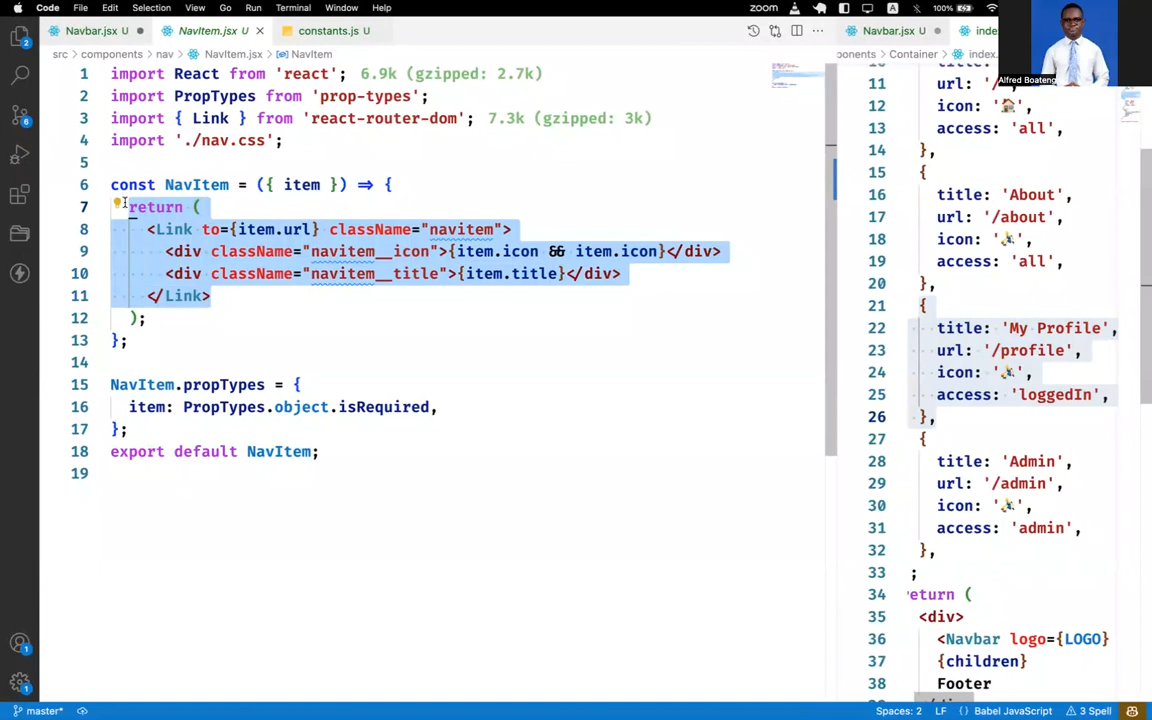 Code File Edit Selection View Go Run Terminal Window Help zoom A 100%
Navbar.jsx U NavItem.jsx U constants.js U
src > components > nav > NavItem.jsx > NavItem
1 import React from 'react'; 6.9k (gzipped: 2.7k)
2 import PropTypes from 'prop-types';
3 import { Link } from 'react-router-dom'; 7.3k (gzipped: 3k)
4 import './nav.css';
5
6 const NavItem = ({ item }) => {
7 return (
8 <Link to={item.url} className="navitem">
9 <div className="navitem__icon">{item.icon && item.icon}</div>
10 <div className="navitem__title">{item.title}</div>
11 </Link>
12 );
13 };
14
15 NavItem.propTypes = {
16 item: PropTypes.object.isRequired,
17 };
18 export default NavItem;
19
Navbar.jsx U inde
ponents > Container > index.
Alfred Boateng
11 url: '/
12 icon: '🏠',
13 access: 'all',
14 },
15 {
16 title: 'About',
17 url: '/about',
18 icon: ' ',
19 access: 'all',
20 },
21 {
22 title: 'My Profile',
23 url: '/profile',
24 icon: ' ',
25 access: 'loggedIn',
26 },
27 {
28 title: 'Admin',
29 url: '/admin',
30 icon: ' ',
31 access: 'admin',
32 },
33 ;
34 return (
35 <div>
36 <Navbar logo={LOGO}
37 {children}
38 Footer
2
6
1
1
master* Spaces: 2 LF { } Babel JavaScript 3 Spell